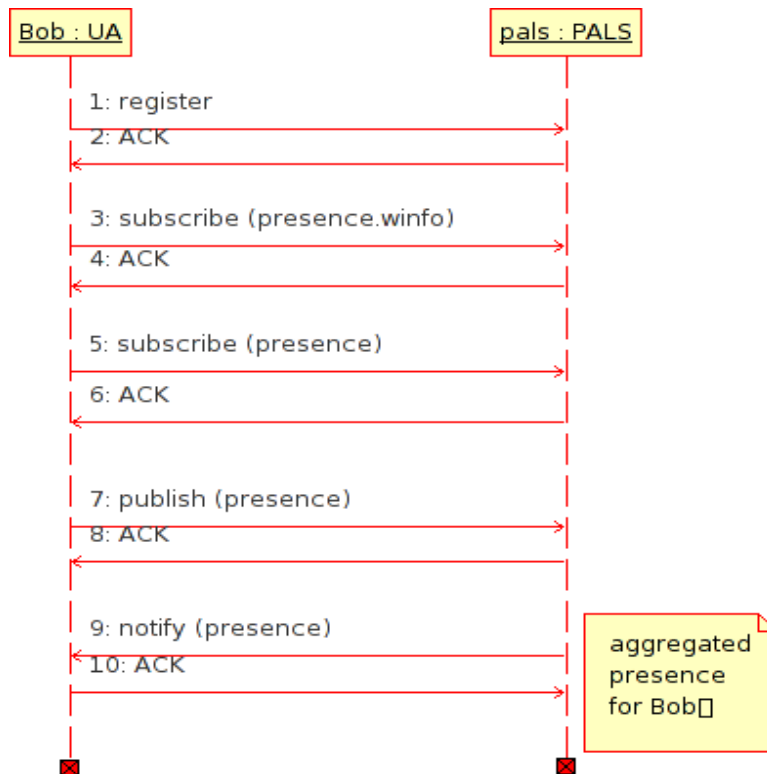 Bob : UA
pals : PALS
1: register
2: ACK
3: subscribe (presence.winfo)
4: ACK
5: subscribe (presence)
6: ACK
7: publish (presence)
8: ACK
9: notify (presence)
10: ACK
aggregated
presence
for Bob▯